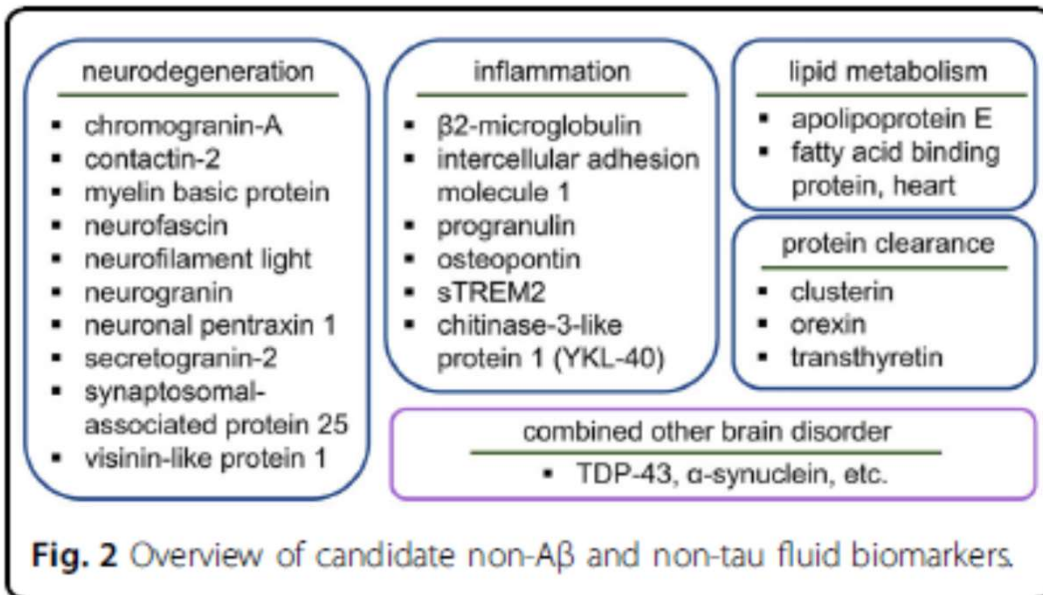 neurodegeneration
▪ chromogranin-A
▪ contactin-2
▪ myelin basic protein
▪ neurofascin
▪ neurofilament light
▪ neurogranin
▪ neuronal pentraxin 1
▪ secretogranin-2
▪ synaptosomal-
associated protein 25
▪ visinin-like protein 1
inflammation
▪ β2-microglobulin
▪ intercellular adhesion
molecule 1
▪ progranulin
▪ osteopontin
▪ sTREM2
▪ chitinase-3-like
protein 1 (YKL-40)
lipid metabolism
▪ apolipoprotein E
▪ fatty acid binding
protein, heart
protein clearance
▪ clusterin
▪ orexin
▪ transthyretin
combined other brain disorder
▪ TDP-43, α-synuclein, etc.
Fig. 2 Overview of candidate non-Aβ and non-tau fluid biomarkers.